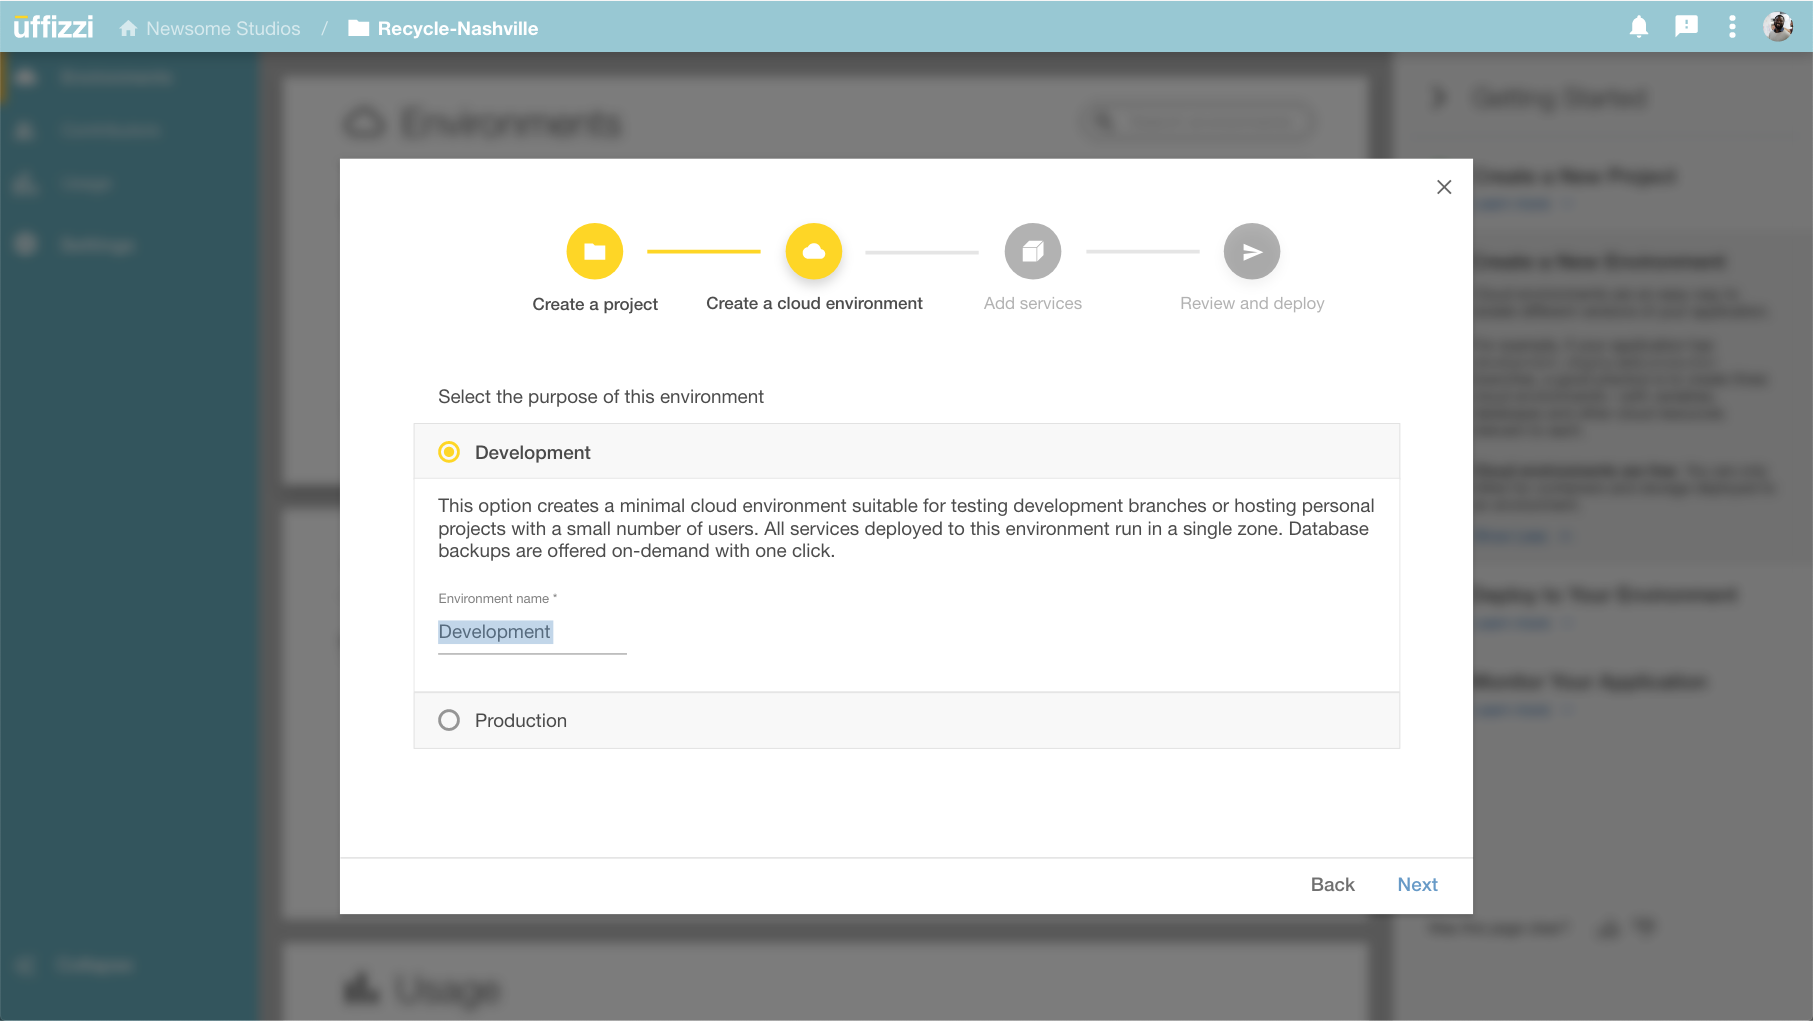 uffizzi
Newsome Studios / Recycle-Nashville
Environments
Usage
Settings
Environments
Getting Started
Create a New Project
Create a New Environment
Deploy to Your Environment
Monitor Your Application
Create a project
Create a cloud environment
Add services
Review and deploy
Select the purpose of this environment
Development
This option creates a minimal cloud environment suitable for testing development branches or hosting personal
projects with a small number of users. All services deployed to this environment run in a single zone. Database
backups are offered on-demand with one click.
Environment name *
Development
Production
Back
Next
Collapse
Usage